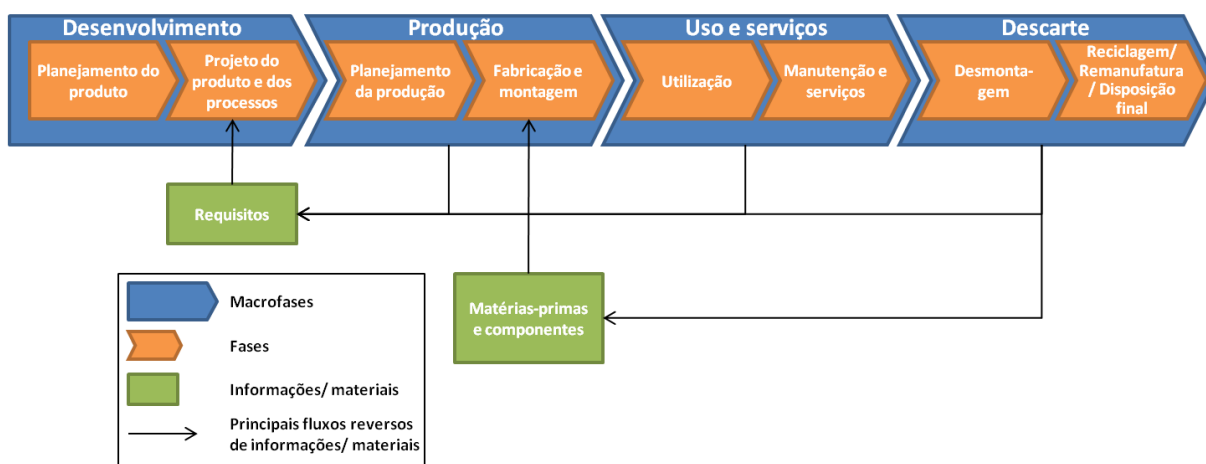 Desenvolvimento
Planejamento do
produto
Projeto do
produto e dos
processos
Produção
Planejamento
da produção
Fabricação e
montagem
Uso e serviços
Utilização
Manutenção e
serviços
Descarte
Desmonta-
gem
Reciclagem/
Remanufatura
/ Disposição
final
Requisitos
Matérias-primas
e componentes
Macrofases
Fases
Informações/ materiais
Principais fluxos reversos
de informações/ materiais